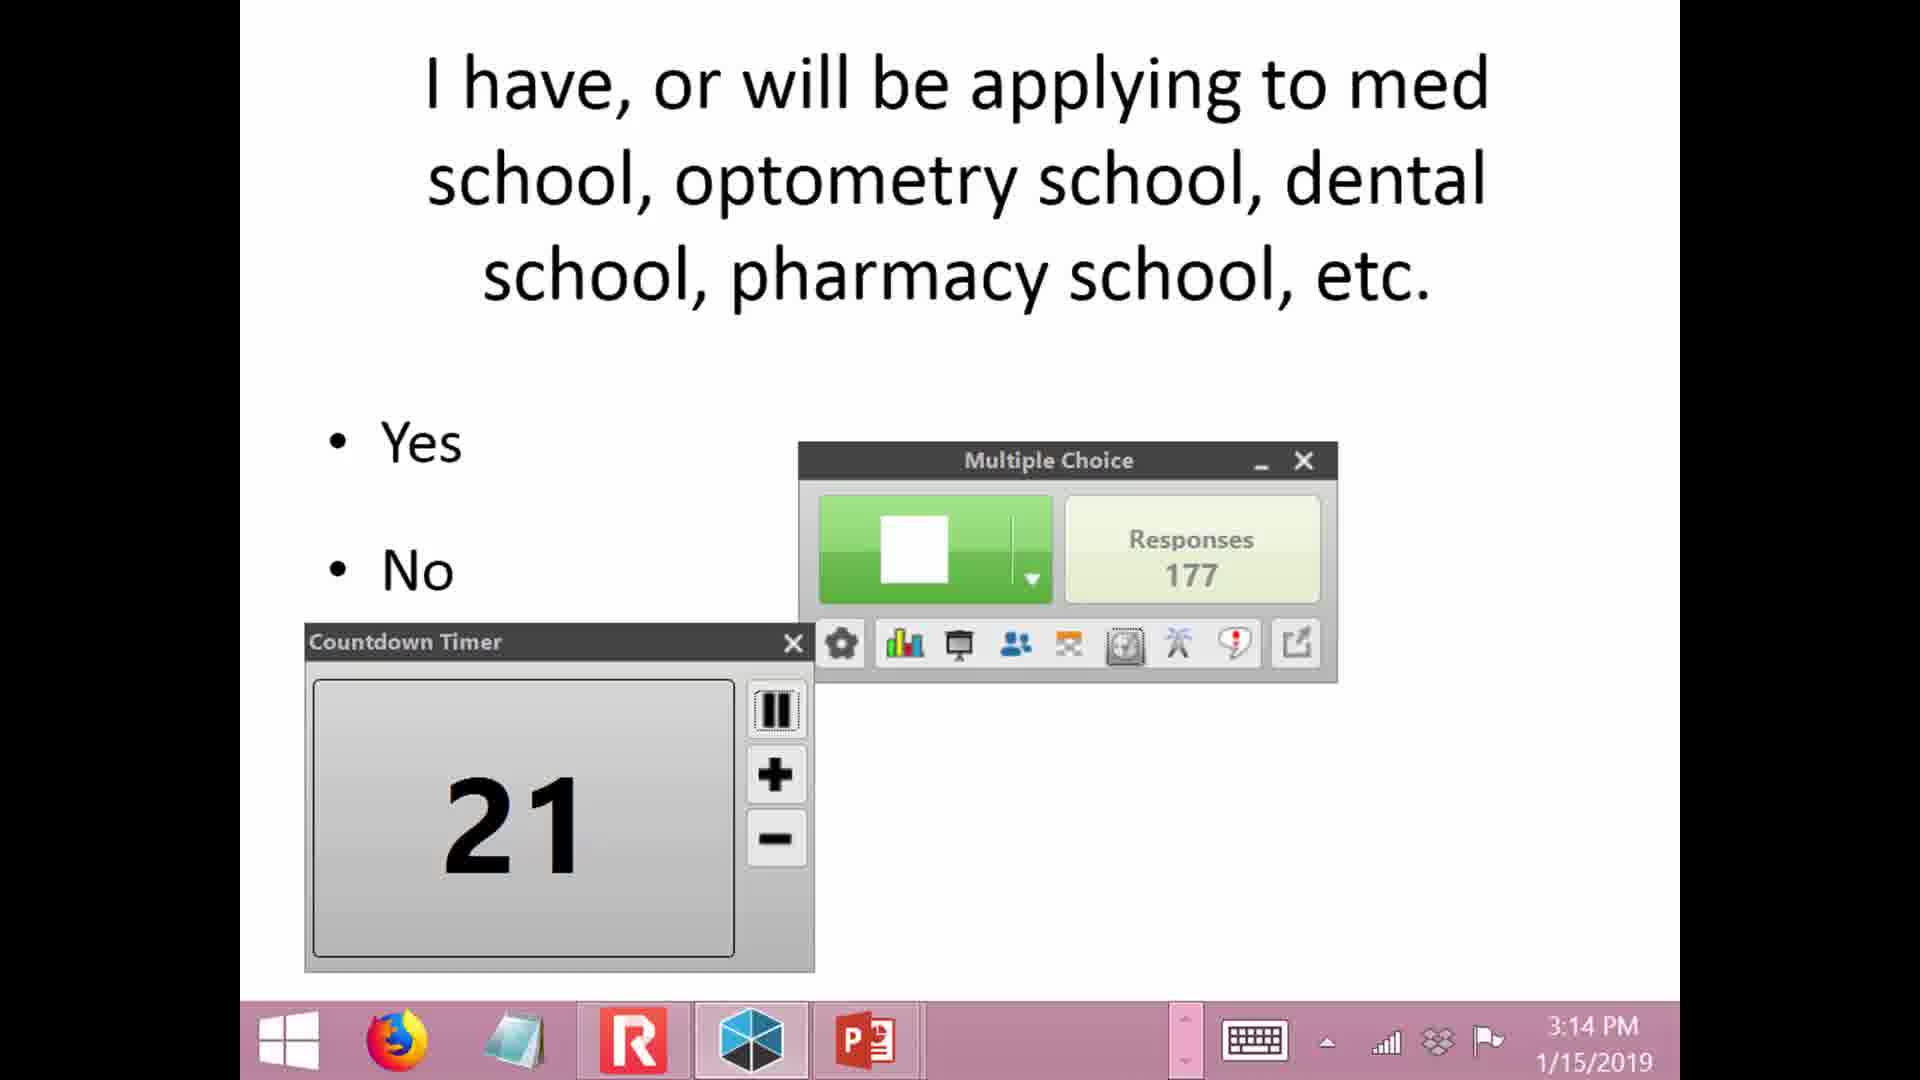 I have, or will be applying to med
school, optometry school, dental
school, pharmacy school, etc.
• Yes
• No
Multiple Choice
Responses
177
Countdown Timer
21
3:14 PM
1/15/2019